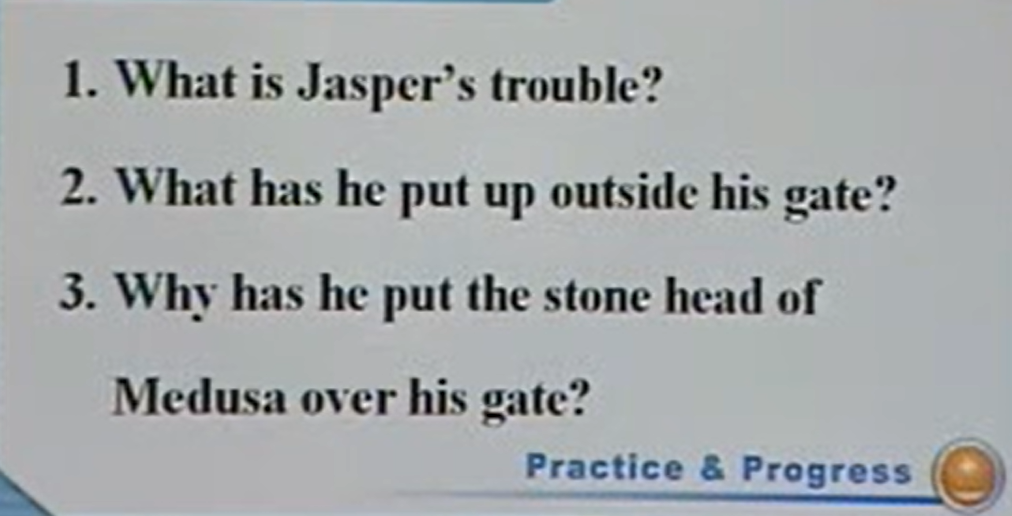 1. What is Jasper's trouble?
2. What has he put up outside his gate?
3. Why has he put the stone head of
Medusa over his gate?
Practice & Progress